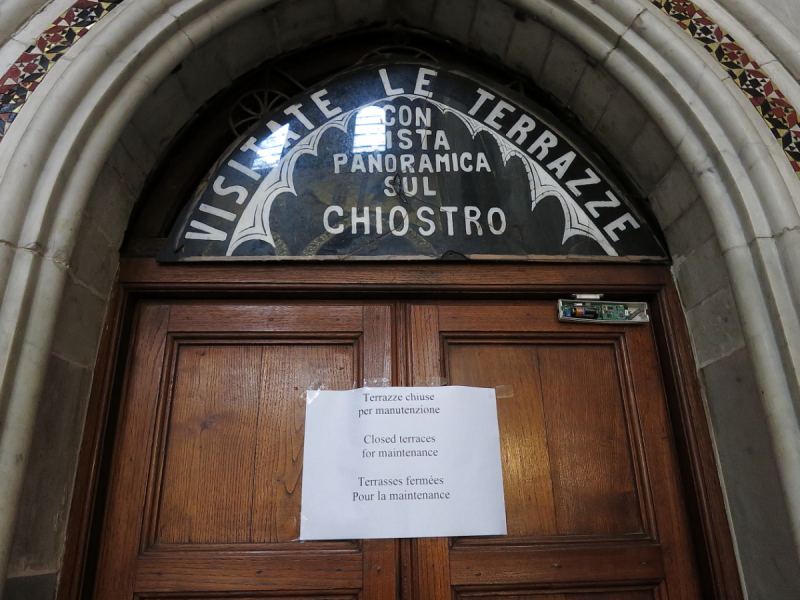 VISITATE LE TERRAZZE
CON
VISTA
PANORAMICA
SUL
CHIOSTRO
Terrazze chiuse
per manutenzione
Closed terraces
for maintenance
Terrasses fermées
Pour la maintenance